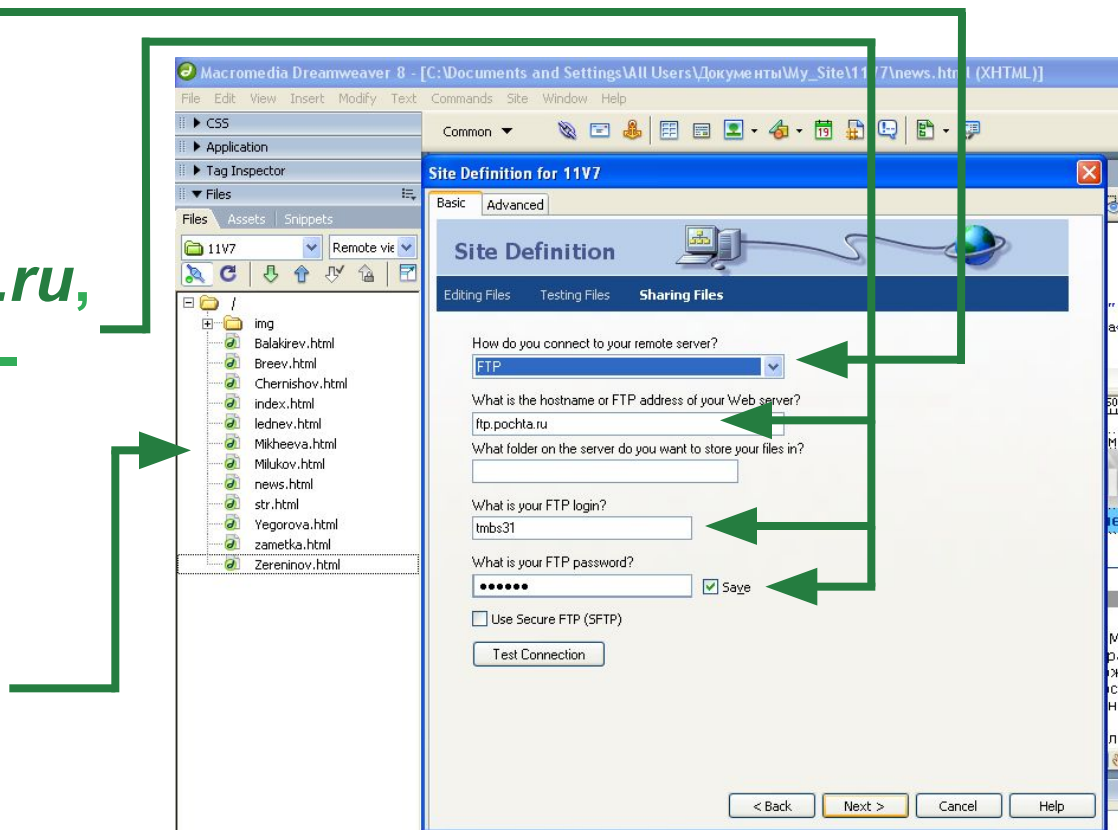 Macromedia Dreamweaver 8 - [C:\Documents and Settings\All Users\Документы\My_Site\11V7\news.html (XHTML)]
File Edit View Insert Modify Text Commands Site Window Help
CSS
Application
Tag Inspector
Files
Files Assets Snippets
11V7 Remote vie
.ru,
/
img
Balakirev.html
Breev.html
Chernishov.html
index.html
lednev.html
Mikheeva.html
Milukov.html
news.html
str.html
Yegorova.html
zametka.html
Zereninov.html
Common
19
Site Definition for 11V7
Basic Advanced
Site Definition
Editing Files Testing Files Sharing Files
How do you connect to your remote server?
FTP
What is the hostname or FTP address of your Web server?
ftp.pochta.ru
What folder on the server do you want to store your files in?
What is your FTP login?
tmbs31
What is your FTP password?
●●●●●●
Save
Use Secure FTP (SFTP)
Test Connection
< Back Next > Cancel Help